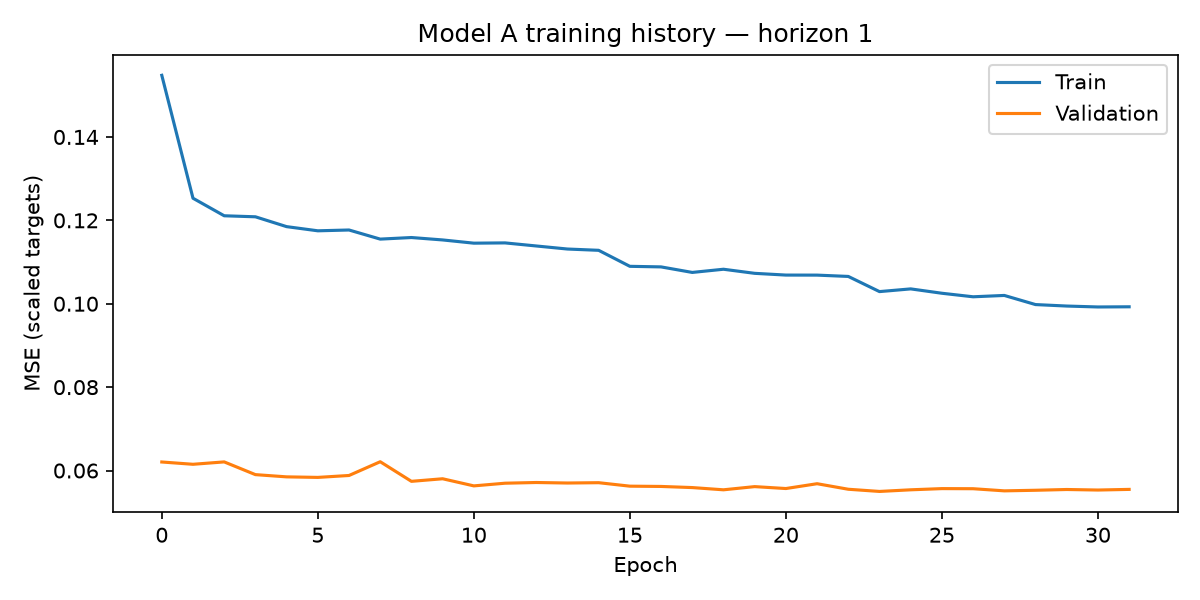 Model A training history — horizon 1
Train
Validation
MSE (scaled targets)
0.14
0.12
0.10
0.08
0.06
0 5 10 15 20 25 30
Epoch